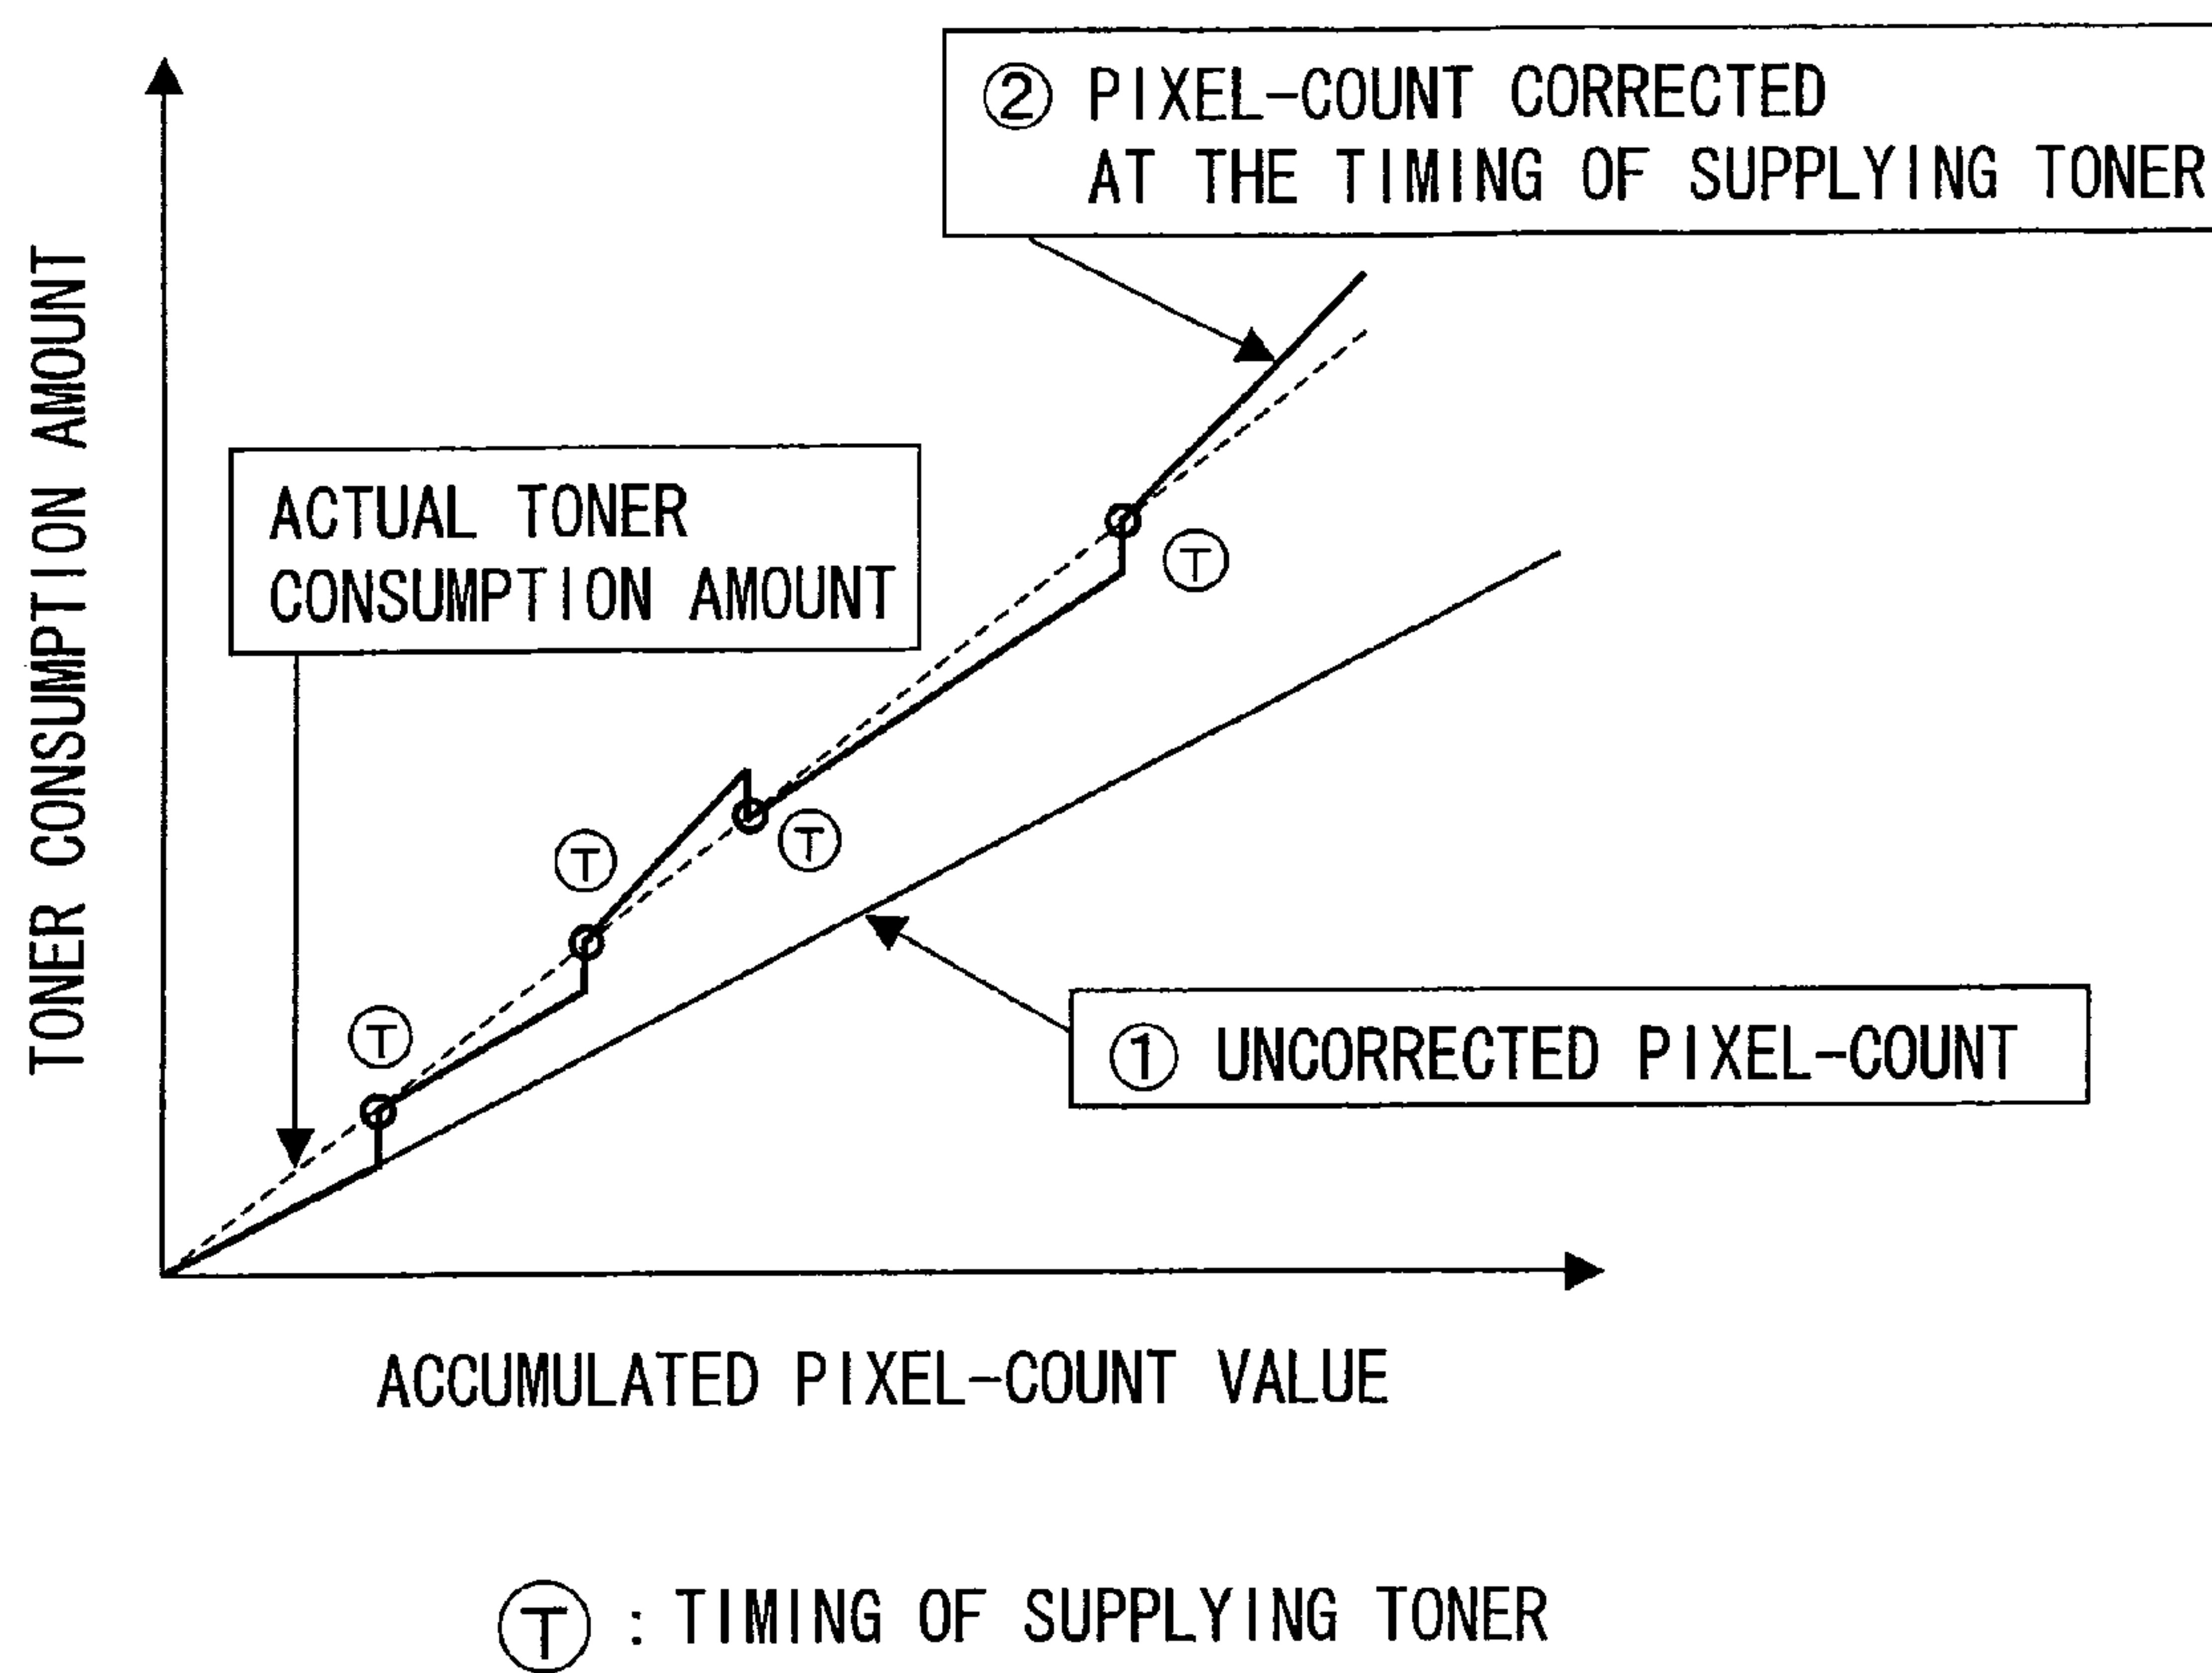 ② PIXEL-COUNT CORRECTED
AT THE TIMING OF SUPPLYING TONER
TONER CONSUMPTION AMOUNT
ACTUAL TONER
CONSUMPTION AMOUNT
Ⓣ
Ⓣ
Ⓣ
Ⓣ
① UNCORRECTED PIXEL-COUNT
ACCUMULATED PIXEL-COUNT VALUE
Ⓣ : TIMING OF SUPPLYING TONER